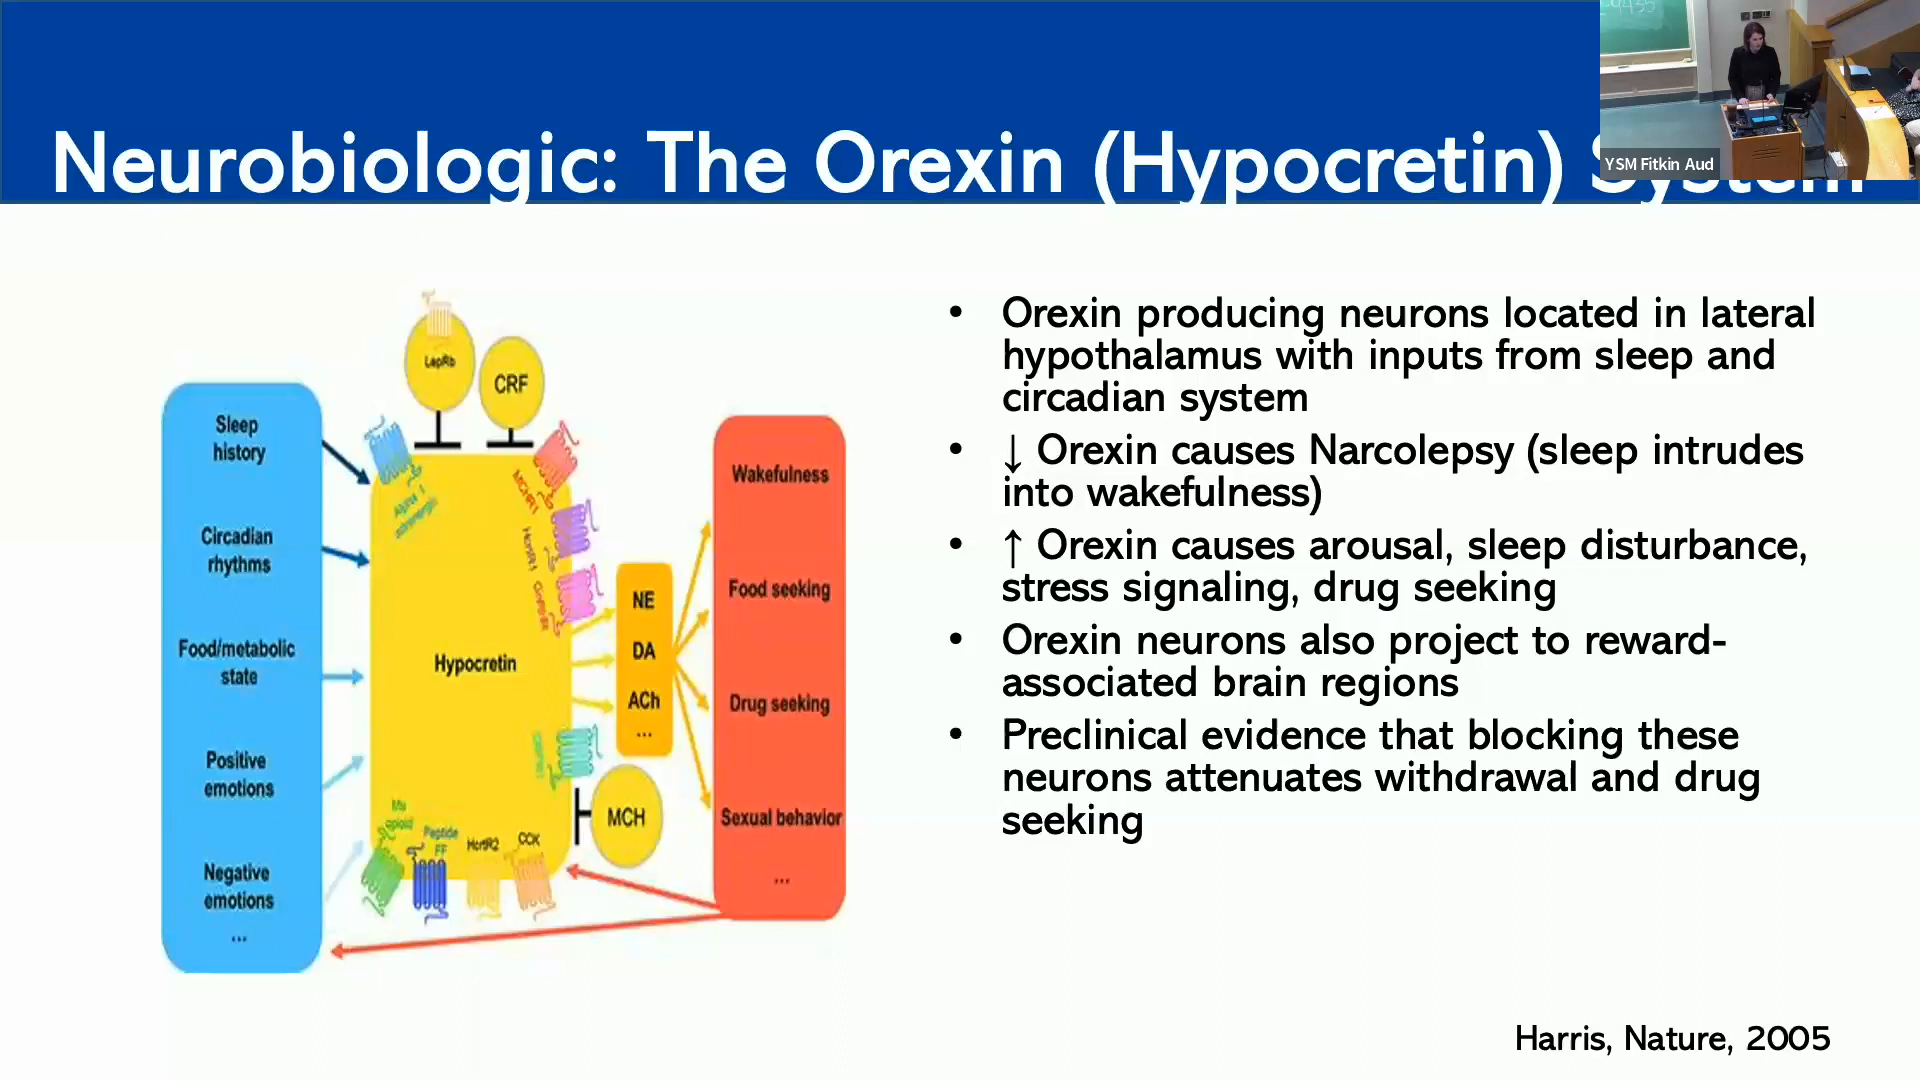 Neurobiologic: The Orexin (Hypocretin) System
YSM Fitkin Aud
Sleep
history
Circadian
rhythms
Food/metabolic
state
Positive
emotions
Negative
emotions
...
LepRb
CRF
Alpha 1
adrenergic
MCHR1
HcrtR1
Hypocretin
Mu
opioid
Peptide
FF
HcrtR2
CCK
MCH
NE
DA
ACh
...
Wakefulness
Food seeking
Drug seeking
Sexual behavior
...
• Orexin producing neurons located in lateral
hypothalamus with inputs from sleep and
circadian system
• ↓ Orexin causes Narcolepsy (sleep intrudes
into wakefulness)
• ↑ Orexin causes arousal, sleep disturbance,
stress signaling, drug seeking
• Orexin neurons also project to reward-
associated brain regions
• Preclinical evidence that blocking these
neurons attenuates withdrawal and drug
seeking
Harris, Nature, 2005